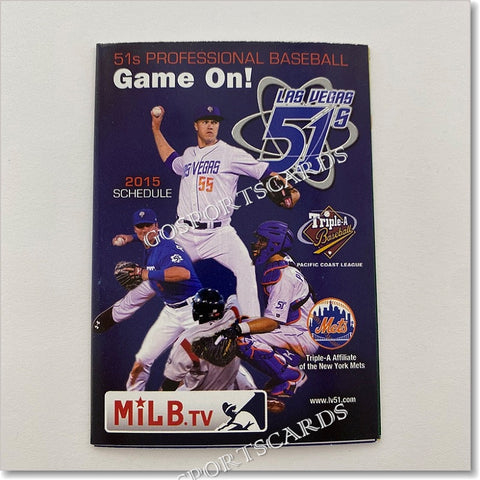 51s PROFESSIONAL BASEBALL
Game On!
LAS VEGAS
51s
2015
SCHEDULE
LAS VEGAS
55
Triple-A
Baseball
PACIFIC COAST LEAGUE
51
Mets
Triple-A Affiliate
of the New York Mets
MiLB.TV
www.lv51.com
GOSPORTSCARDS
GOSPORTSCARDS